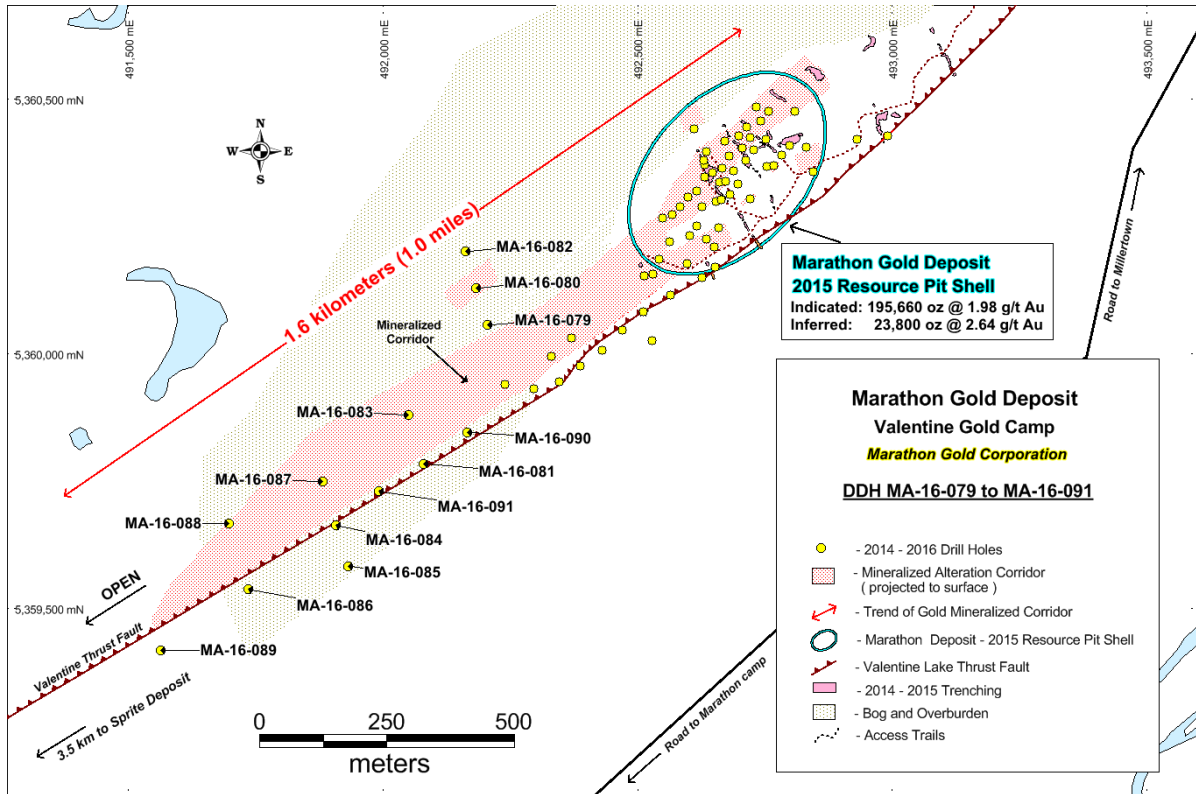 491,500 mE
492,000 mE
492,500 mE
493,000 mE
493,500 mE
5,360,500 mN
5,360,000 mN
5,359,500 mN
N
W E
S
1.6 kilometers (1.0 miles)
MA-16-082
MA-16-080
MA-16-079
Mineralized
Corridor
MA-16-083
MA-16-090
MA-16-081
MA-16-087
MA-16-091
MA-16-088
MA-16-084
MA-16-085
MA-16-086
MA-16-089
OPEN
Valentine Thrust Fault
3.5 km to Sprite Deposit
0 250 500
meters
Road to Millertown
Road to Marathon camp
Marathon Gold Deposit
2015 Resource Pit Shell
Indicated: 195,660 oz @ 1.98 g/t Au
Inferred: 23,800 oz @ 2.64 g/t Au
Marathon Gold Deposit
Valentine Gold Camp
Marathon Gold Corporation
DDH MA-16-079 to MA-16-091
- 2014 - 2016 Drill Holes
- Mineralized Alteration Corridor
( projected to surface )
- Trend of Gold Mineralized Corridor
- Marathon Deposit - 2015 Resource Pit Shell
- Valentine Lake Thrust Fault
- 2014 - 2015 Trenching
- Bog and Overburden
- Access Trails